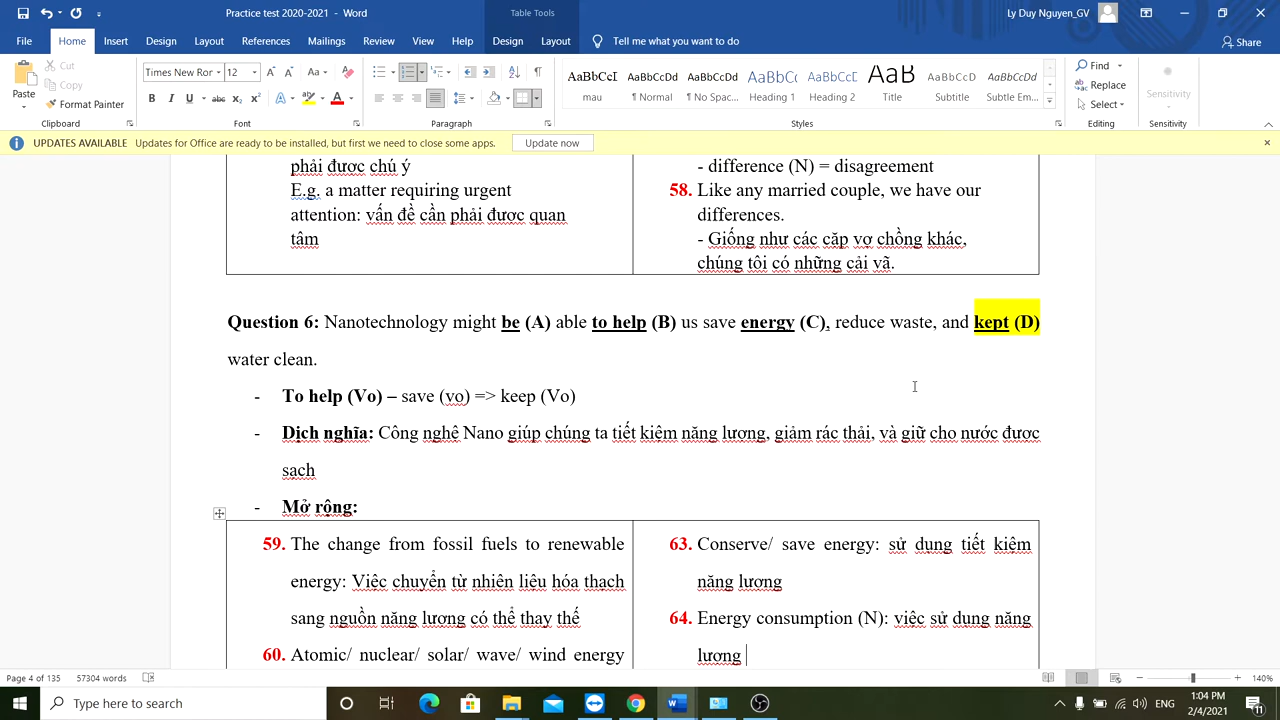 Practice test 2020-2021 - Word
Table Tools
Ly Duy Nguyen_GV
File Home Insert Design Layout References Mailings Review View Help Design Layout Tell me what you want to do Share
Cut
Copy
Format Painter
Paste
Times New Ror 12
Clipboard Font Paragraph Styles Editing Sensitivity
AaBbCcI AaBbCcDd AaBbCcDd AaBbC AaBbCcD AaB AaBbCcDd AaBbCcDd
mau ¶ Normal ¶ No Spac... Heading 1 Heading 2 Title Subtitle Subtle Em...
Find
Replace
Select
Sensitivity
UPDATES AVAILABLE Updates for Office are ready to be installed, but first we need to close some apps. Update now
phải được chú ý
E.g. a matter requiring urgent
attention: vấn đề cần phải được quan
tâm
- difference (N) = disagreement
58. Like any married couple, we have our
differences.
- Giống như các cặp vợ chồng khác,
chúng tôi có những cải vã.
Question 6: Nanotechnology might be (A) able to help (B) us save energy (C), reduce waste, and kept (D)
water clean.
- To help (Vo) – save (vo) => keep (Vo)
- Dịch nghĩa: Công nghệ Nano giúp chúng ta tiết kiệm năng lượng, giảm rác thải, và giữ cho nước được
sạch
- Mở rộng:
59. The change from fossil fuels to renewable
energy: Việc chuyển từ nhiên liệu hóa thạch
sang nguồn năng lượng có thể thay thế
60. Atomic/ nuclear/ solar/ wave/ wind energy
63. Conserve/ save energy: sử dụng tiết kiệm
năng lượng
64. Energy consumption (N): việc sử dụng năng
lượng
Page 4 of 135 57304 words 140%
Type here to search
1:04 PM
2/4/2021